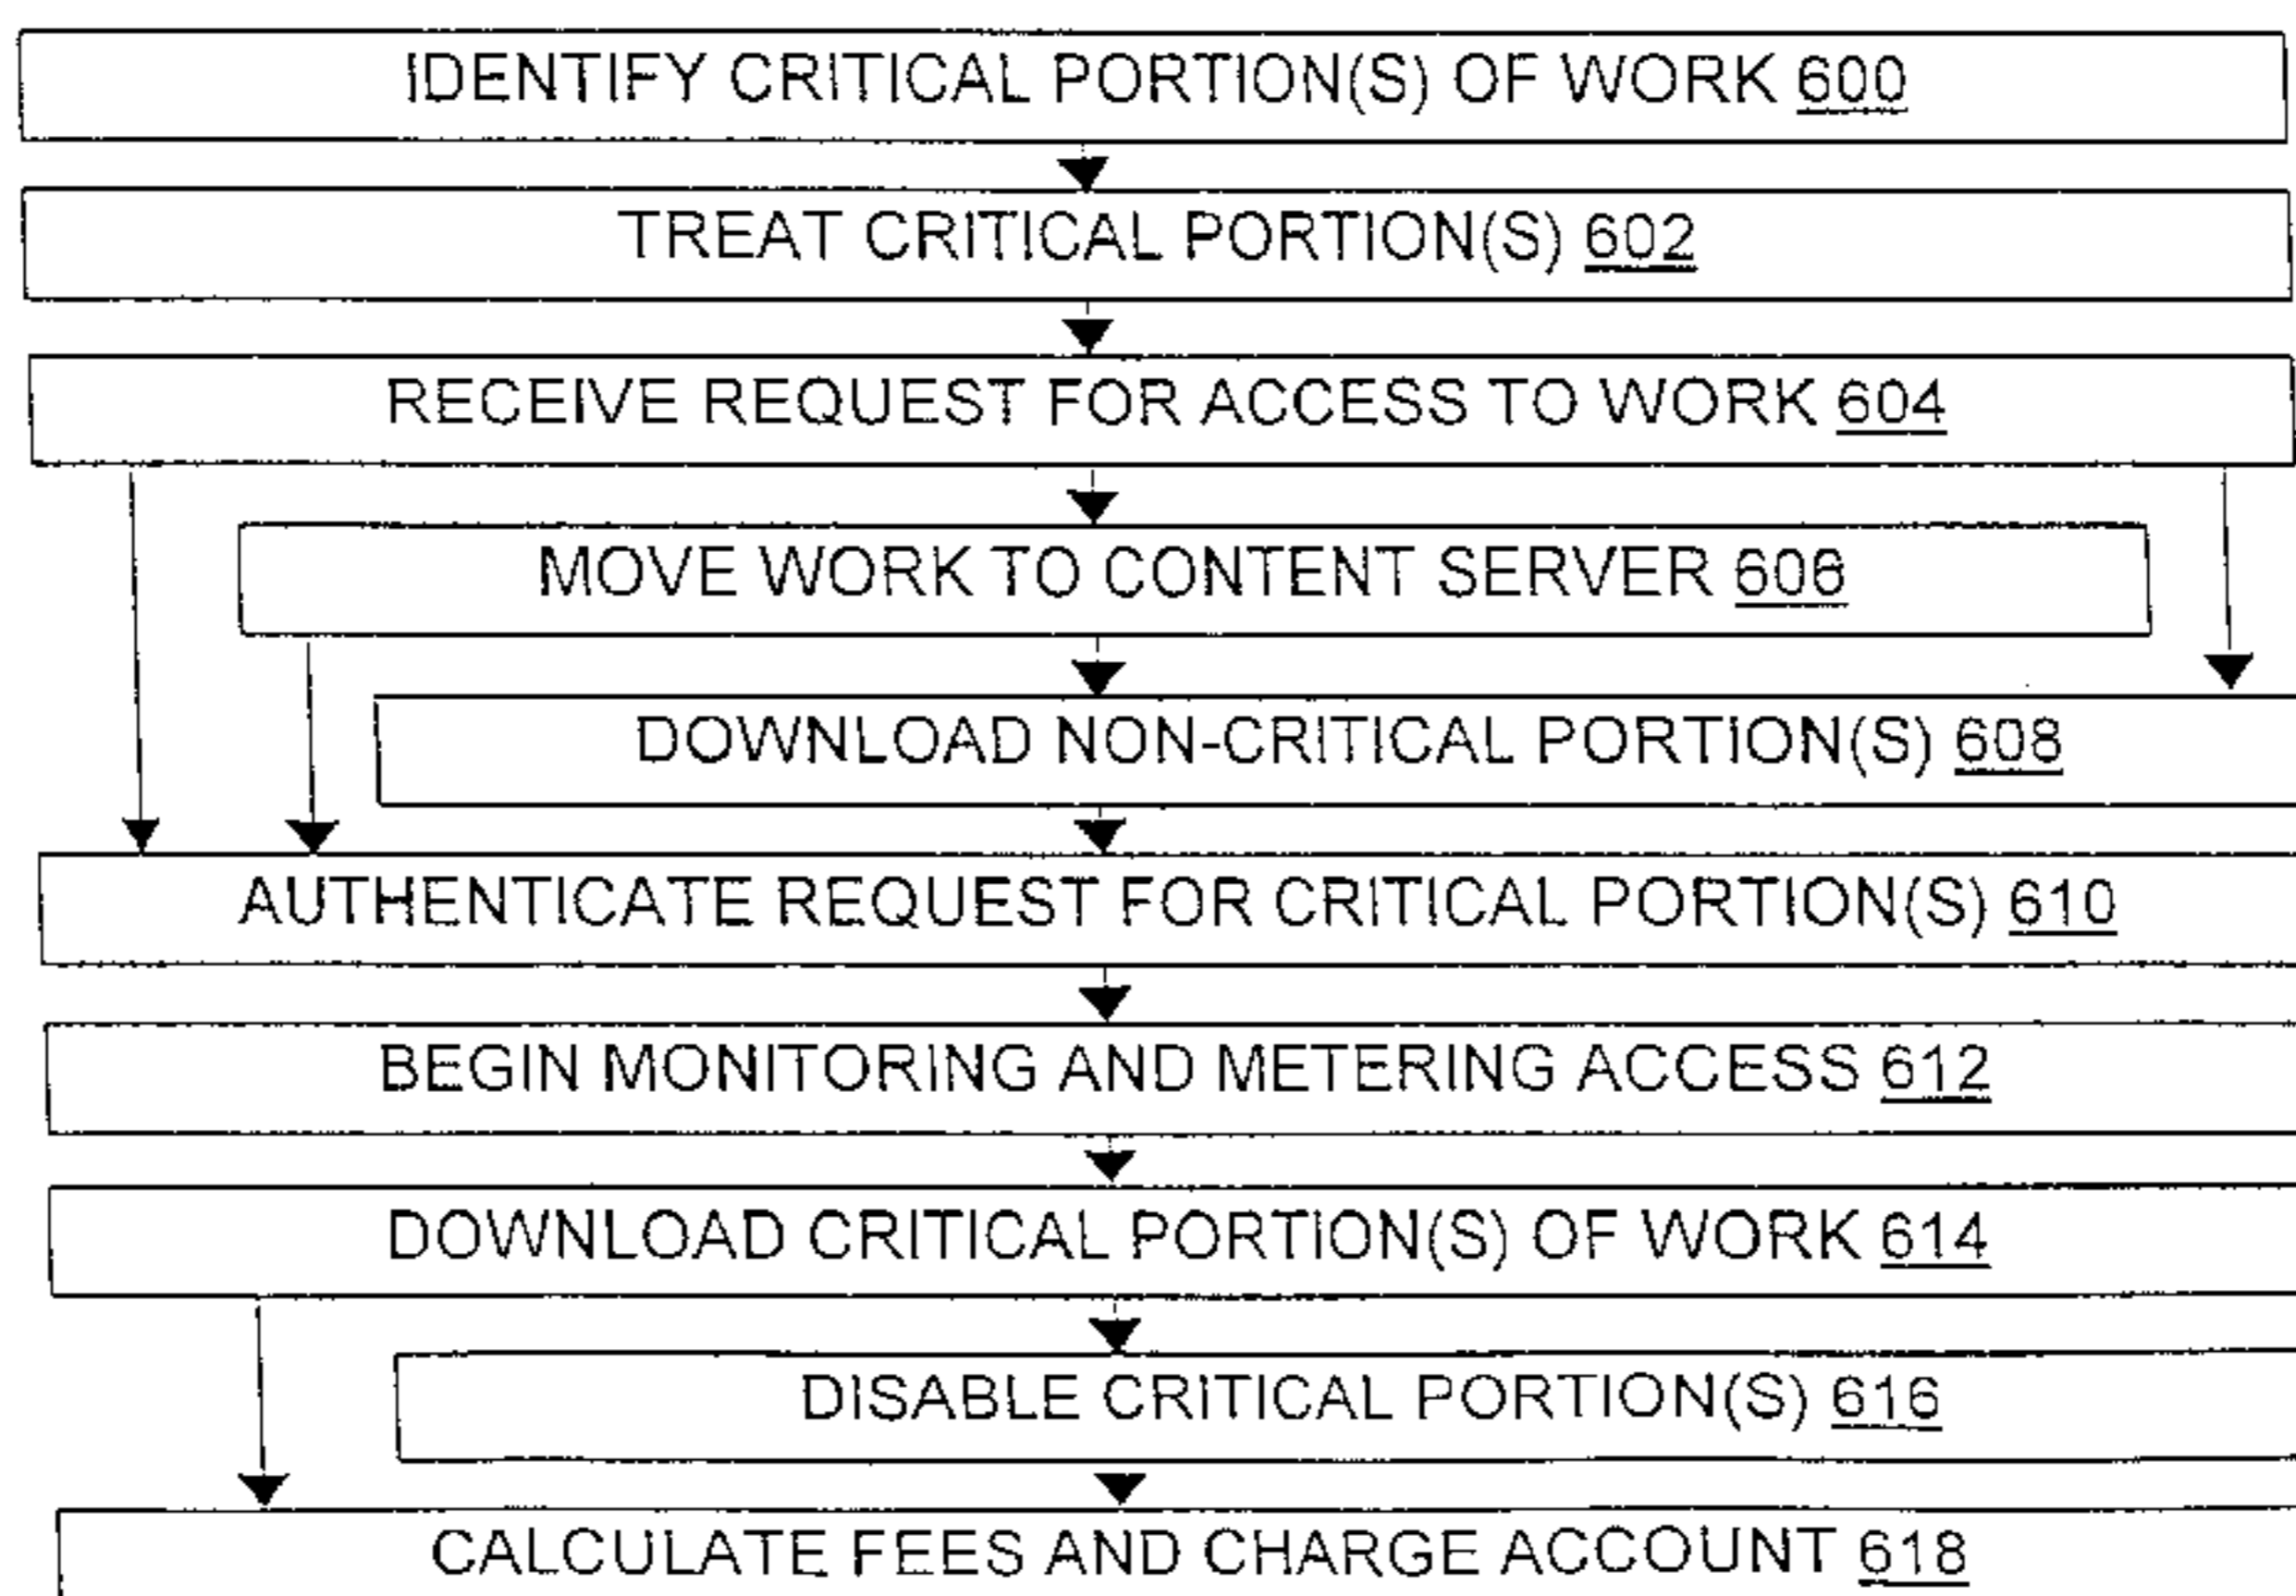 IDENTIFY CRITICAL PORTION(S) OF WORK 600
TREAT CRITICAL PORTION(S) 602
RECEIVE REQUEST FOR ACCESS TO WORK 604
MOVE WORK TO CONTENT SERVER 606
DOWNLOAD NON-CRITICAL PORTION(S) 608
AUTHENTICATE REQUEST FOR CRITICAL PORTION(S) 610
BEGIN MONITORING AND METERING ACCESS 612
DOWNLOAD CRITICAL PORTION(S) OF WORK 614
DISABLE CRITICAL PORTION(S) 616
CALCULATE FEES AND CHARGE ACCOUNT 618